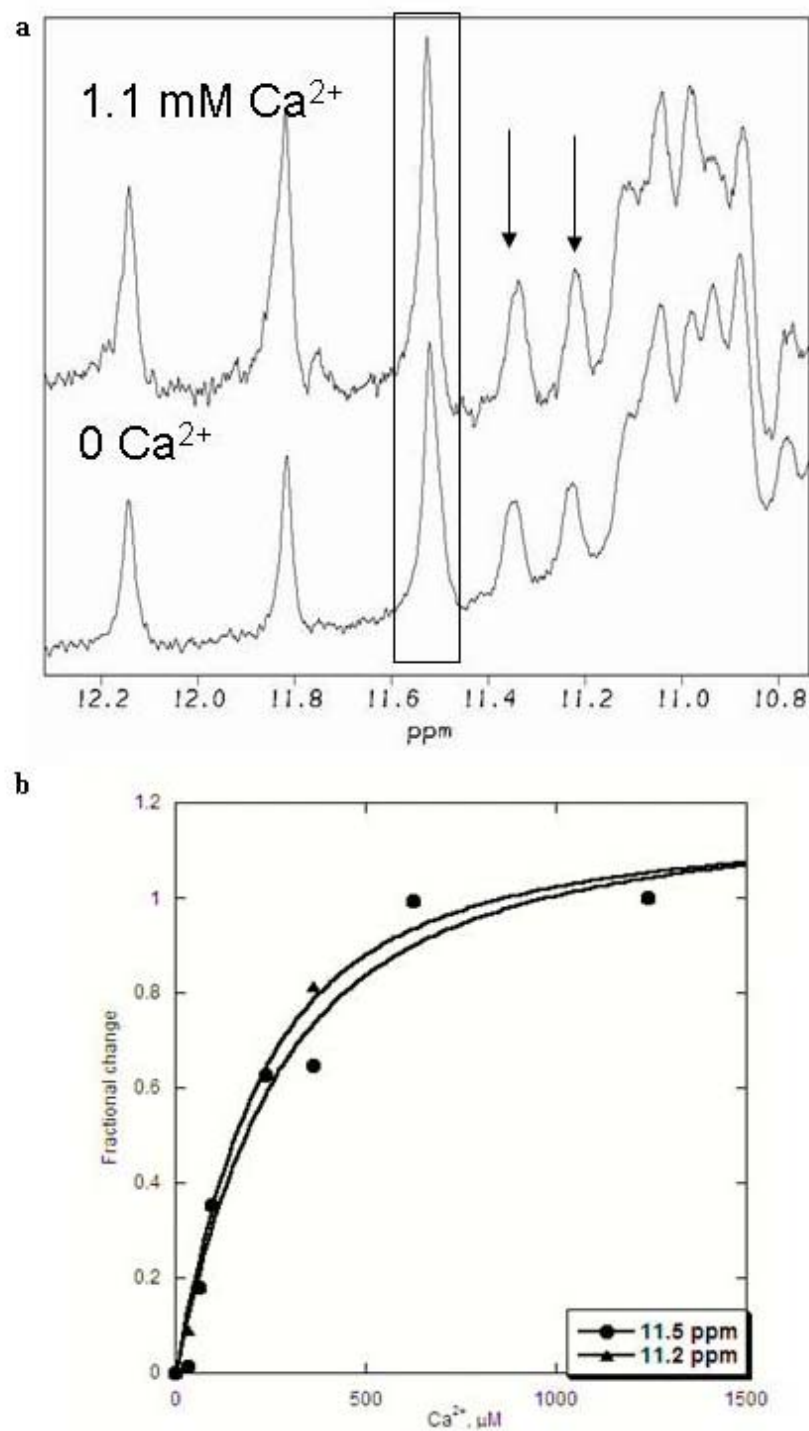 a
1.1 mM Ca²⁺
0 Ca²⁺
12.2 12.0 11.8 11.6 11.4 11.2 11.0 10.8
ppm
b
1.2
1
0.8
0.6
0.4
0.2
0
Fractional change
0 500 1000 1500
Ca²⁺, µM
11.5 ppm
11.2 ppm